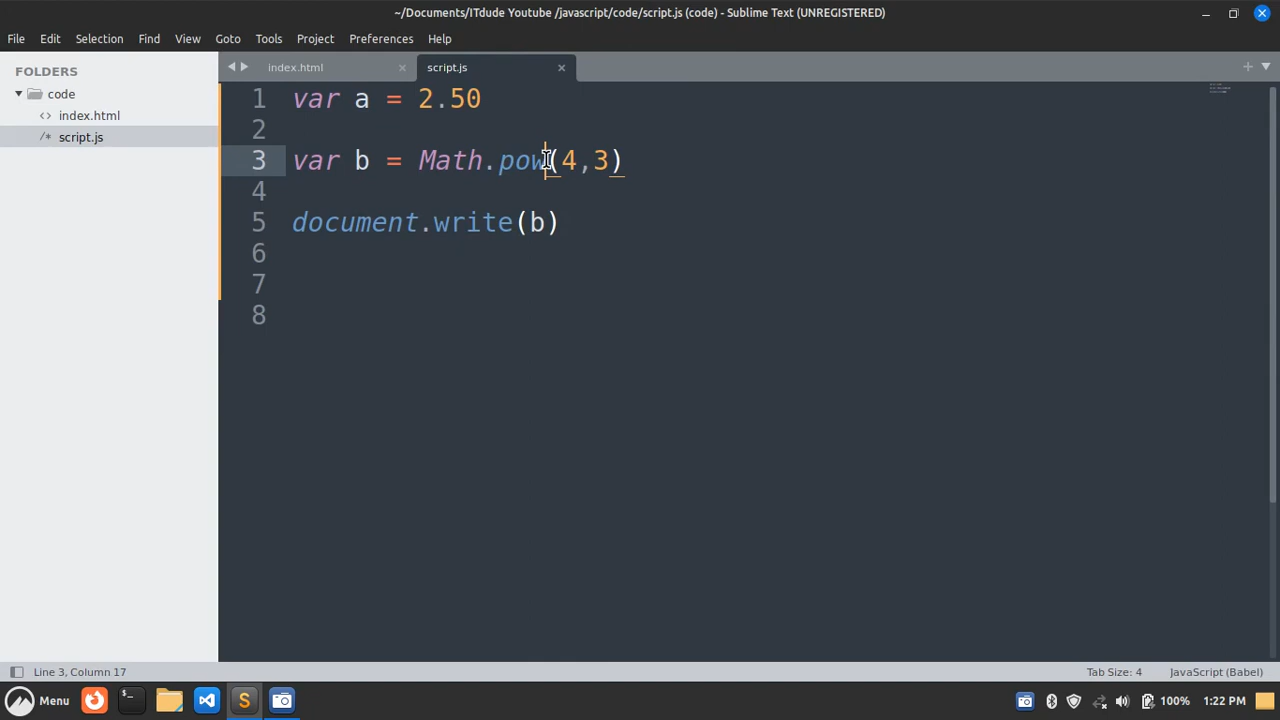 ~/Documents/ITdude Youtube /javascript/code/script.js (code) - Sublime Text (UNREGISTERED)
File Edit Selection Find View Goto Tools Project Preferences Help
FOLDERS
code
<> index.html
/* script.js
index.html script.js
1 var a = 2.50
2
3 var b = Math.pow(4,3)
4
5 document.write(b)
6
7
8
Line 3, Column 17 Tab Size: 4 JavaScript (Babel)
Menu 100% 1:22 PM